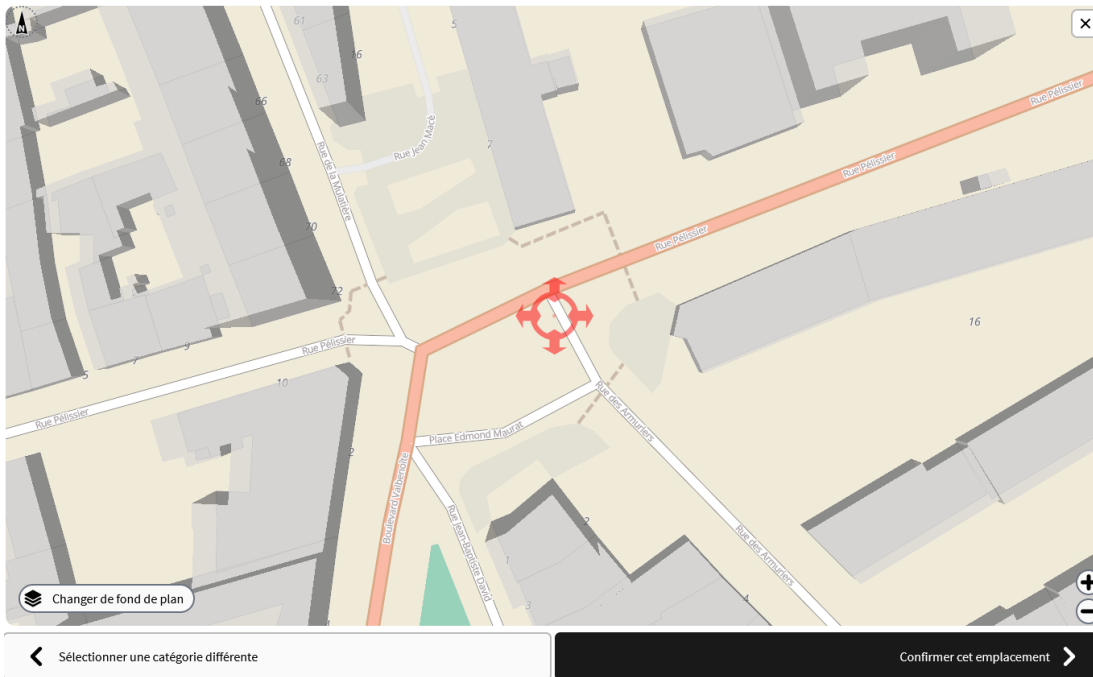 N
61
5
16
63
66
Rue Pélissier
Rue Jean Macé
7
Rue de la Mulatière
68
Rue Pélissier
70
Rue Pélissier
72
16
Rue Pélissier
9
7
5
10
Rue Pélissier
Rue des Armuriers
Place Edmond Maurat
2
Boulevard Valbenoîte
Rue Jean-Baptiste David
2
Rue des Armuriers
1
3
4
Changer de fond de plan
Sélectionner une catégorie différente
Confirmer cet emplacement